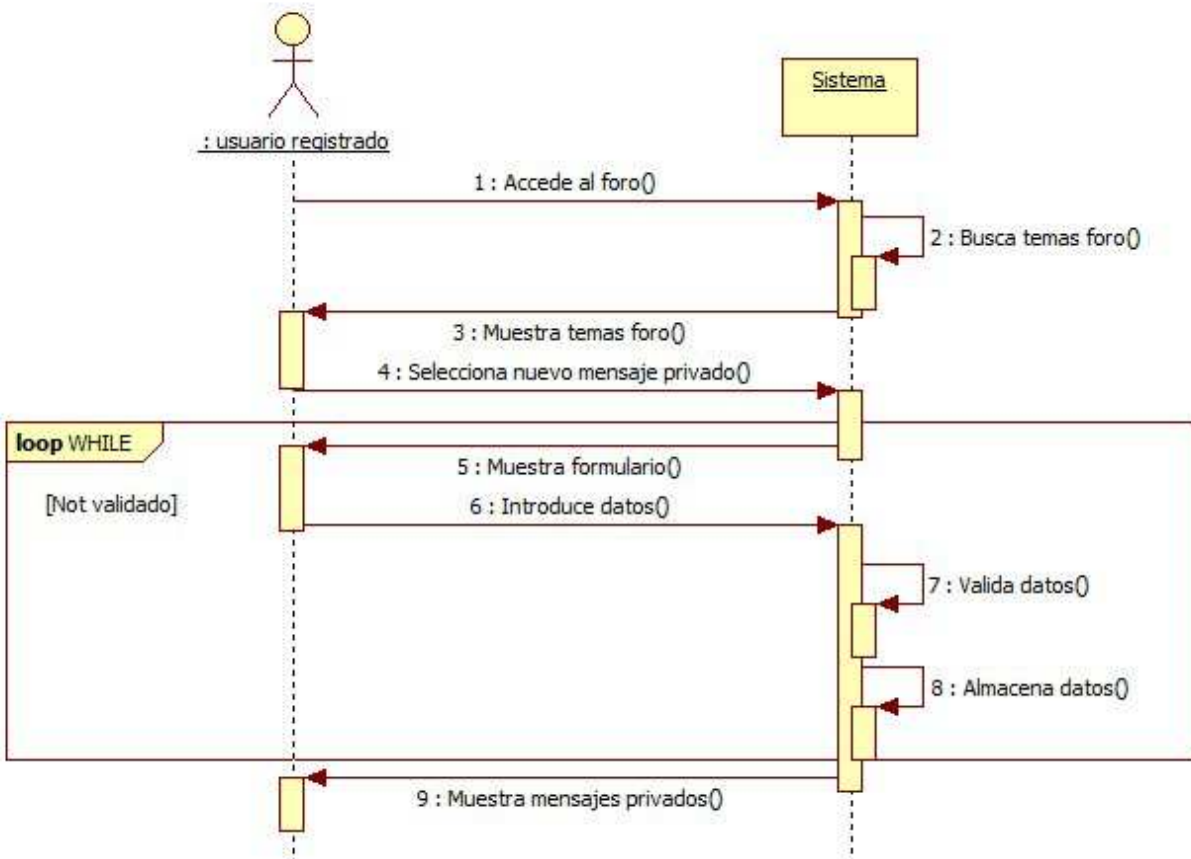 Sistema
: usuario registrado
1 : Accede al foro()
2 : Busca temas foro()
3 : Muestra temas foro()
4 : Selecciona nuevo mensaje privado()
loop WHILE
5 : Muestra formulario()
[Not validado]
6 : Introduce datos()
7 : Valida datos()
8 : Almacena datos()
9 : Muestra mensajes privados()